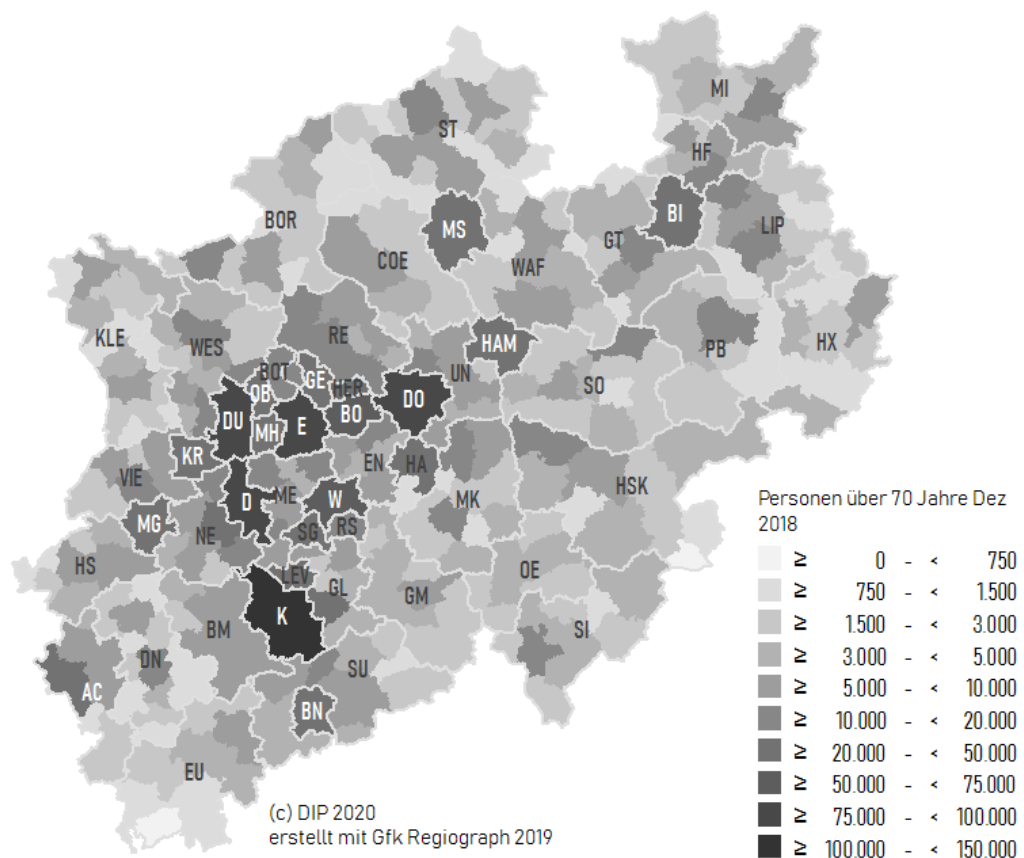 MI
ST
HF
BOR
MS
BI
LIP
GT
COE
WAF
KLE
WES
RE
HAM
PB
HX
BOT
GE
UN
SO
OB
HER
DU
E
BO
DO
MH
KR
EN
HA
VIE
HSK
D
ME
W
MK
MG
NE
SG
RS
HS
LEV
OE
GL
GM
K
BM
SI
DN
SU
AC
BN
EU
Personen über 70 Jahre Dez
2018
≥ 0 - < 750
≥ 750 - < 1.500
≥ 1.500 - < 3.000
≥ 3.000 - < 5.000
≥ 5.000 - < 10.000
≥ 10.000 - < 20.000
≥ 20.000 - < 50.000
≥ 50.000 - < 75.000
≥ 75.000 - < 100.000
≥ 100.000 - < 150.000
(c) DIP 2020
erstellt mit Gfk Regiograph 2019